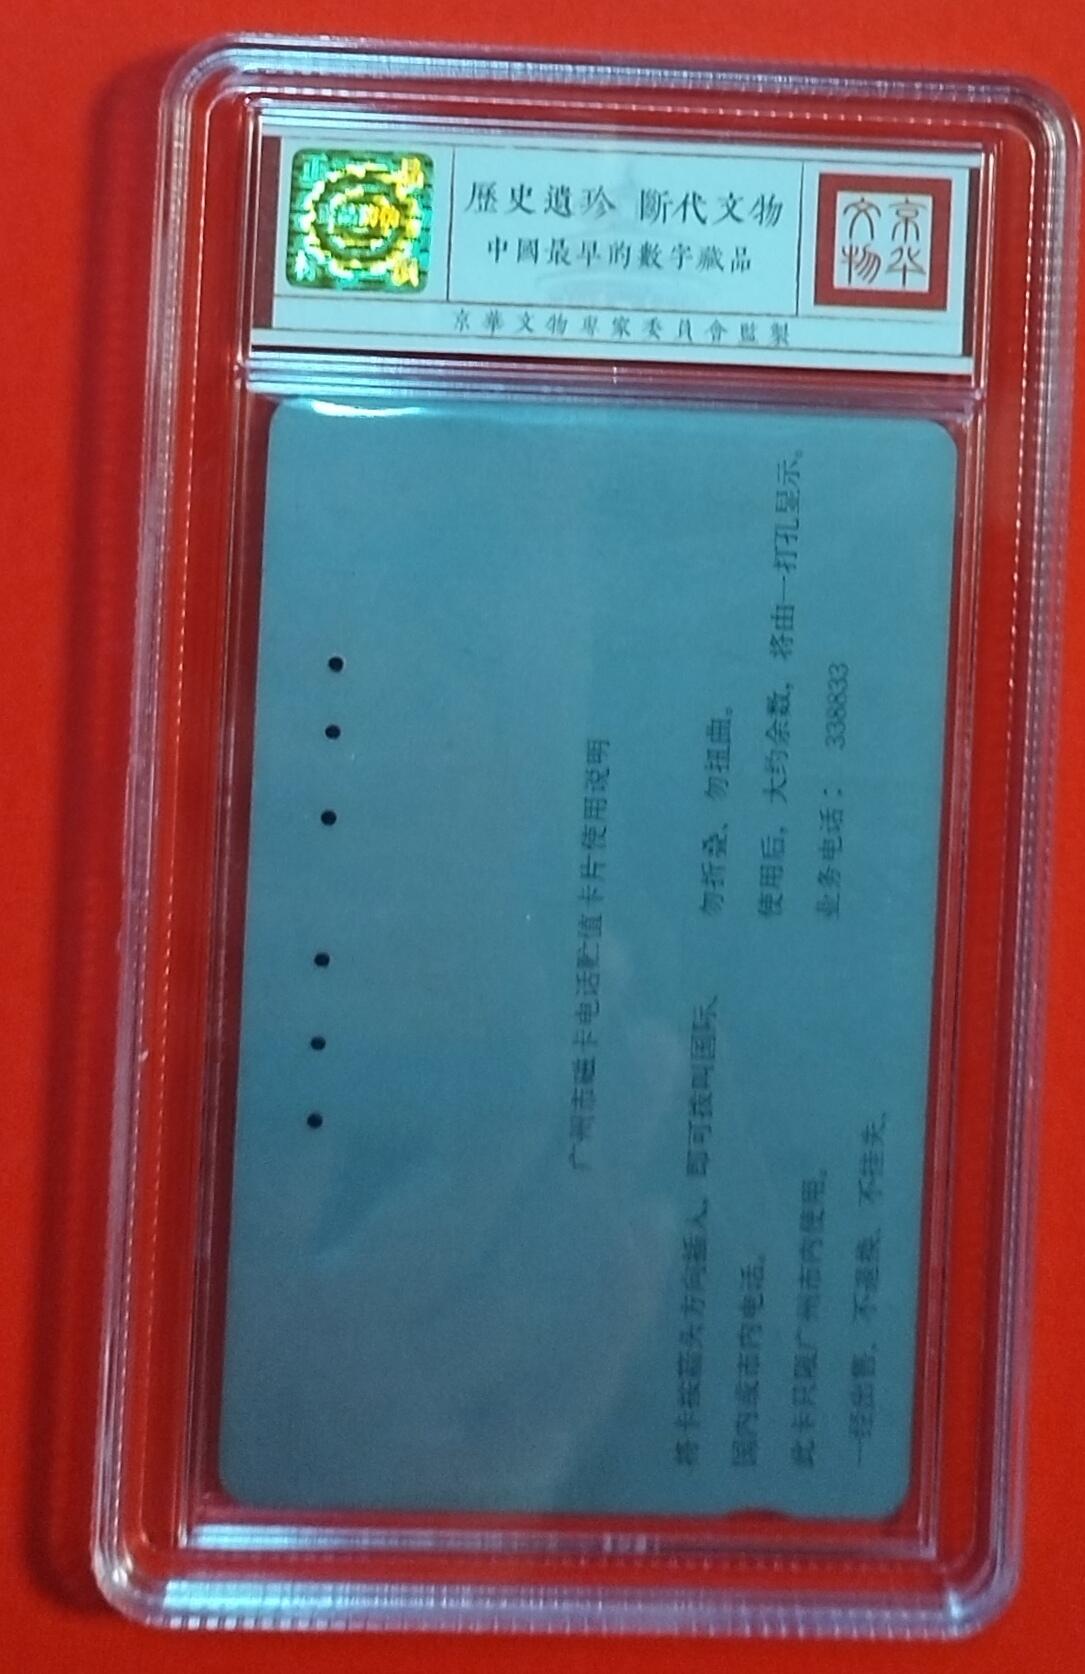 歷史遺珍 斷代文物
中國最早的數字藏品
京华
文物
京華文物專家委員會監製
广州市磁卡电话贮值卡片使用说明
将卡按箭头方向插入，即可拨叫国际、
国内或市内电话。
此卡只限广州市内使用。
一经出售，不退换、不挂失、
勿折叠、勿扭曲。
使用后，大约余数，将由一打孔显示。
业务电话： 338833